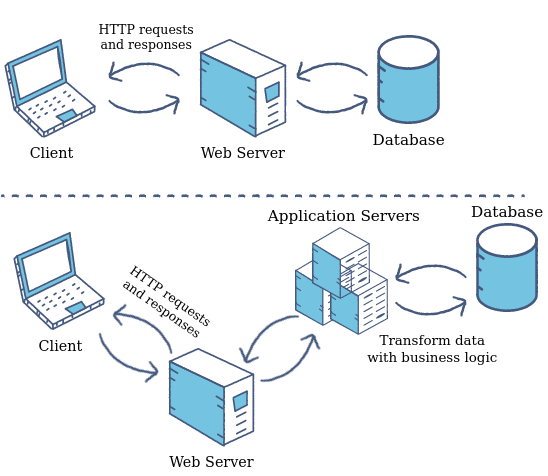 HTTP requests
and responses
Client
Web Server
Database
Application Servers
Database
HTTP requests
and responses
Client
Transform data
with business logic
Web Server